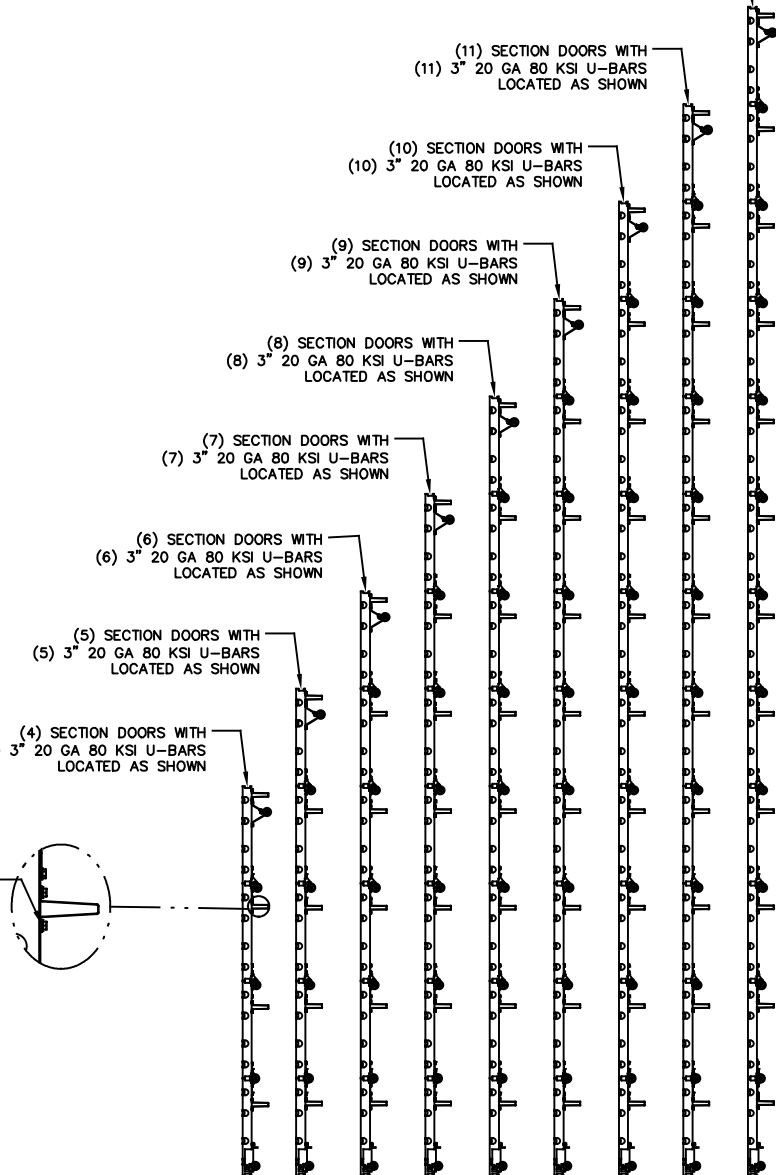 (11) SECTION DOORS WITH
(11) 3" 20 GA 80 KSI U-BARS
LOCATED AS SHOWN
(10) SECTION DOORS WITH
(10) 3" 20 GA 80 KSI U-BARS
LOCATED AS SHOWN
(9) SECTION DOORS WITH
(9) 3" 20 GA 80 KSI U-BARS
LOCATED AS SHOWN
(8) SECTION DOORS WITH
(8) 3" 20 GA 80 KSI U-BARS
LOCATED AS SHOWN
(7) SECTION DOORS WITH
(7) 3" 20 GA 80 KSI U-BARS
LOCATED AS SHOWN
(6) SECTION DOORS WITH
(6) 3" 20 GA 80 KSI U-BARS
LOCATED AS SHOWN
(5) SECTION DOORS WITH
(5) 3" 20 GA 80 KSI U-BARS
LOCATED AS SHOWN
(4) SECTION DOORS WITH
3" 20 GA 80 KSI U-BARS
LOCATED AS SHOWN